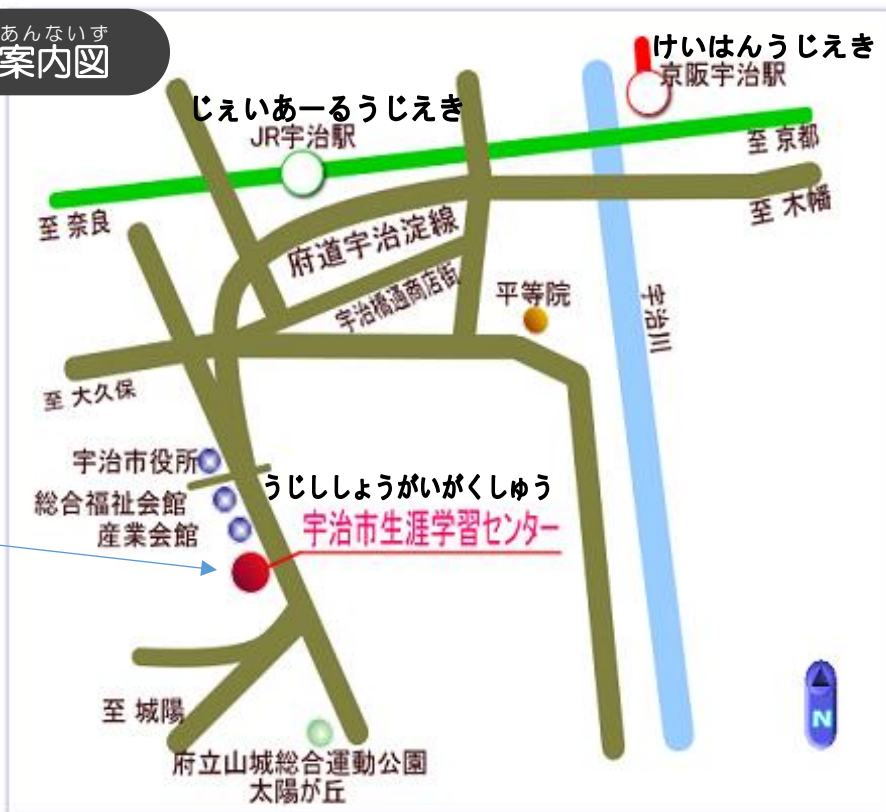 あんないず
案内図
けいはんうじえき
京阪宇治駅
じぇいあーるうじえき
JR宇治駅
至 京都
至 奈良
至 木幡
府道宇治淀線
宇治橋通商店街
平等院
宇治川
至 大久保
宇治市役所
うじししょうがいがくしゅう
総合福祉会館
宇治市生涯学習センター
産業会館
至 城陽
N
府立山城総合運動公園
太陽が丘